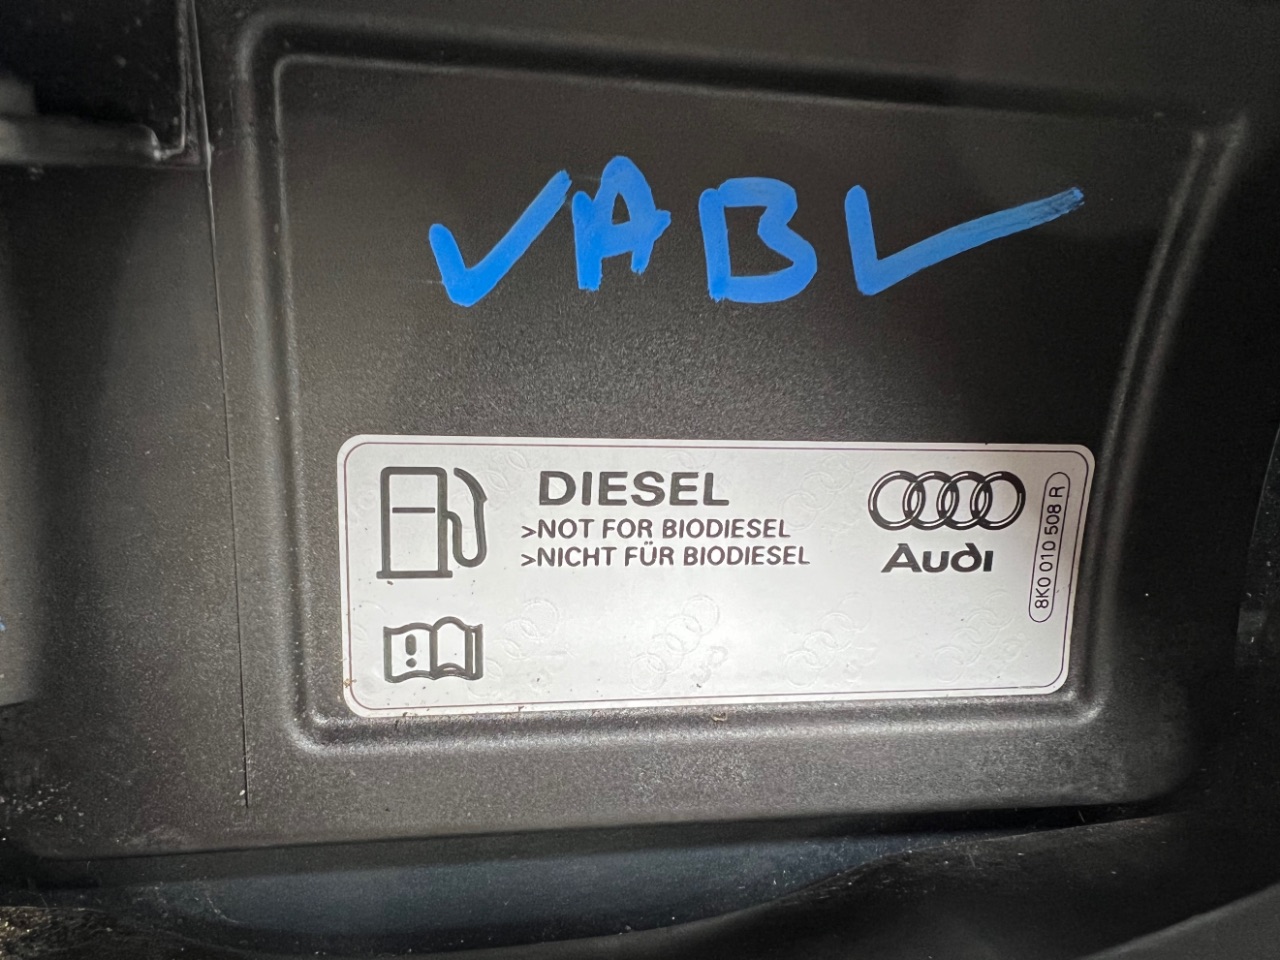 VABL
DIESEL
>NOT FOR BIODIESEL
>NICHT FÜR BIODIESEL
Audi
8K0 010 508 R